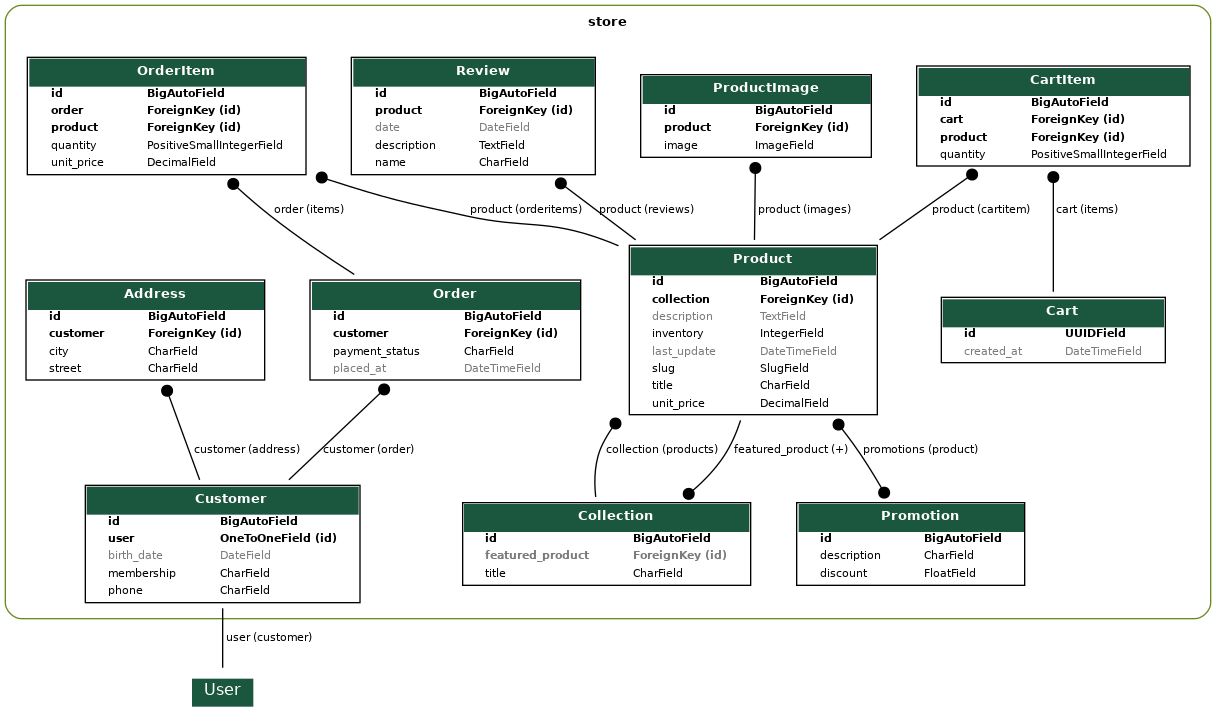 store
OrderItem
id BigAutoField
order ForeignKey (id)
product ForeignKey (id)
quantity PositiveSmallIntegerField
unit_price DecimalField
Review
id BigAutoField
product ForeignKey (id)
date DateField
description TextField
name CharField
ProductImage
id BigAutoField
product ForeignKey (id)
image ImageField
CartItem
id BigAutoField
cart ForeignKey (id)
product ForeignKey (id)
quantity PositiveSmallIntegerField
order (items)
product (orderitems)
product (reviews)
product (images)
product (cartitem)
cart (items)
Address
id BigAutoField
customer ForeignKey (id)
city CharField
street CharField
Order
id BigAutoField
customer ForeignKey (id)
payment_status CharField
placed_at DateTimeField
Product
id BigAutoField
collection ForeignKey (id)
description TextField
inventory IntegerField
last_update DateTimeField
slug SlugField
title CharField
unit_price DecimalField
Cart
id UUIDField
created_at DateTimeField
customer (address)
customer (order)
collection (products)
featured_product (+)
promotions (product)
Customer
id BigAutoField
user OneToOneField (id)
birth_date DateField
membership CharField
phone CharField
Collection
id BigAutoField
featured_product ForeignKey (id)
title CharField
Promotion
id BigAutoField
description CharField
discount FloatField
user (customer)
User